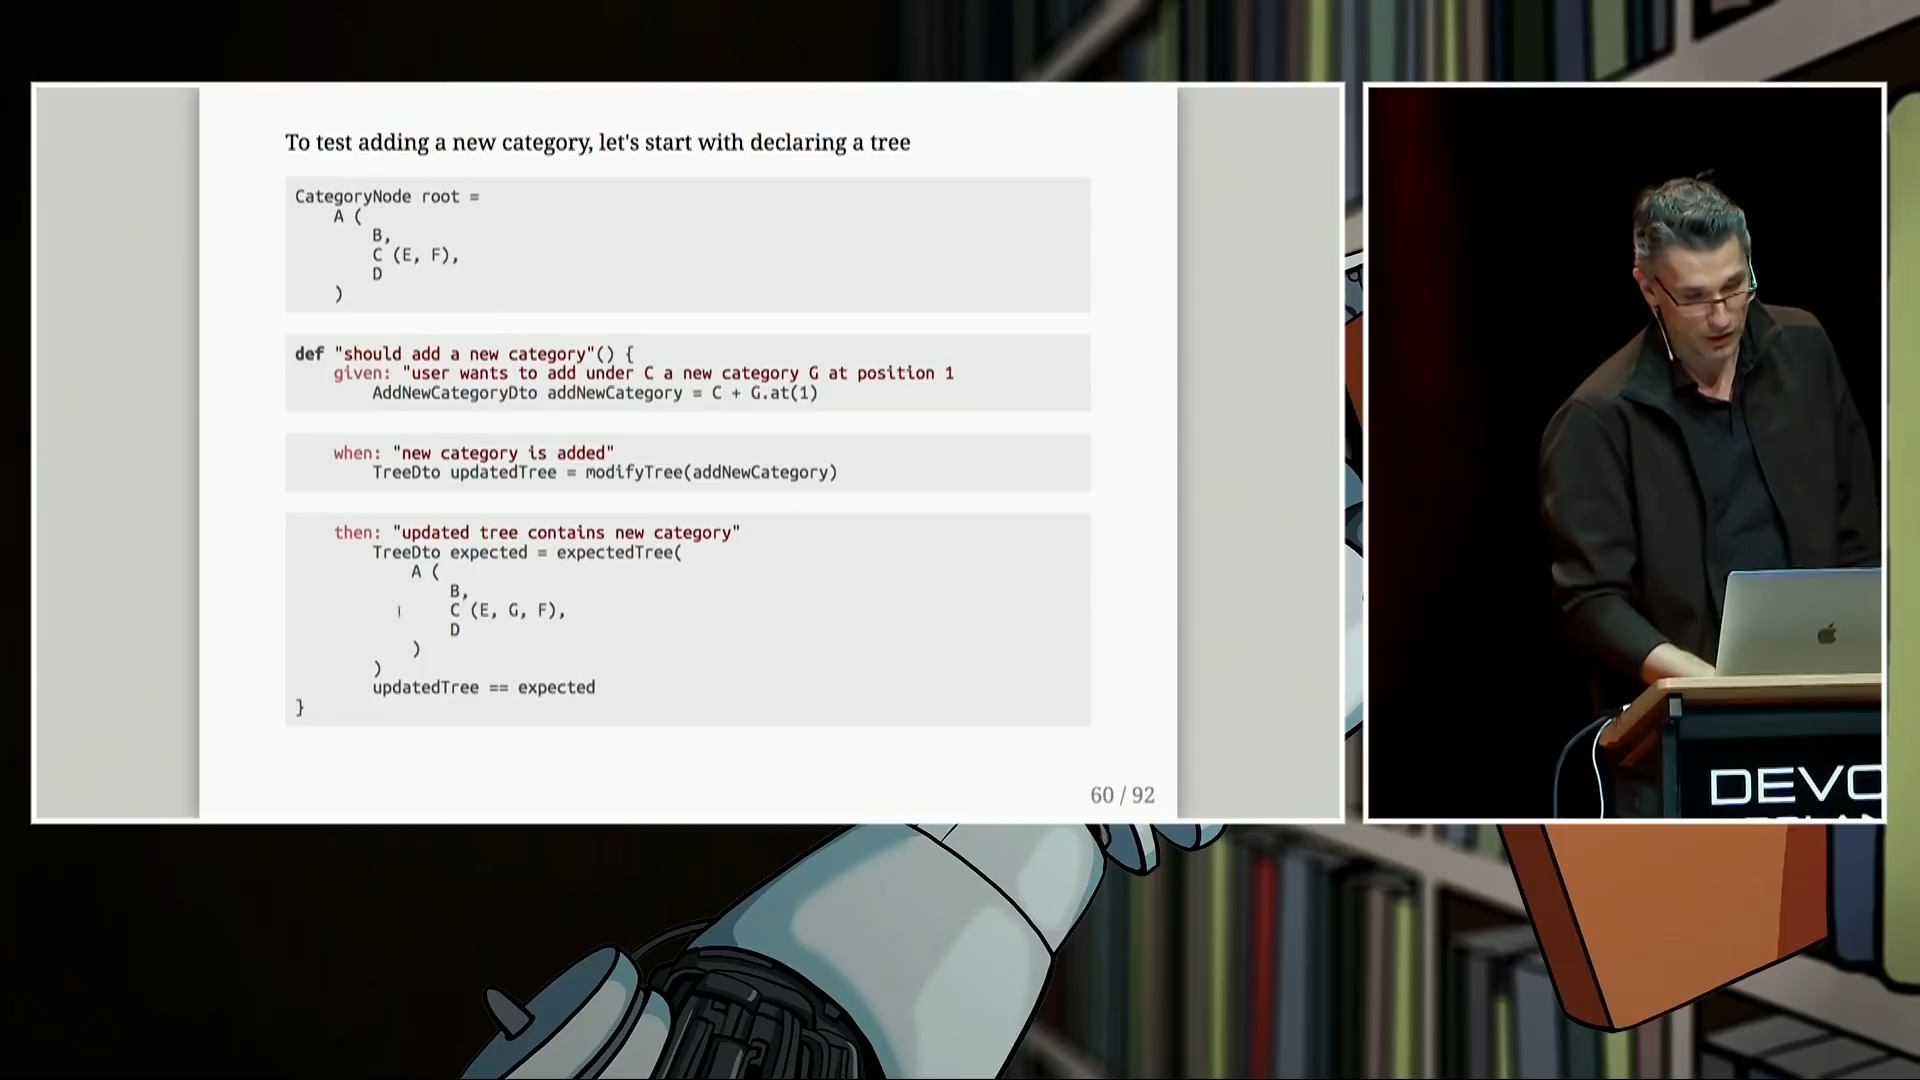 To test adding a new category, let's start with declaring a tree
CategoryNode root =
A (
B,
C (E, F),
D
)
def "should add a new category"() {
given: "user wants to add under C a new category G at position 1
AddNewCategoryDto addNewCategory = C + G.at(1)
when: "new category is added"
TreeDto updatedTree = modifyTree(addNewCategory)
then: "updated tree contains new category"
TreeDto expected = expectedTree(
A (
B,
C (E, G, F),
D
)
)
updatedTree == expected
}
60 / 92
DEVO